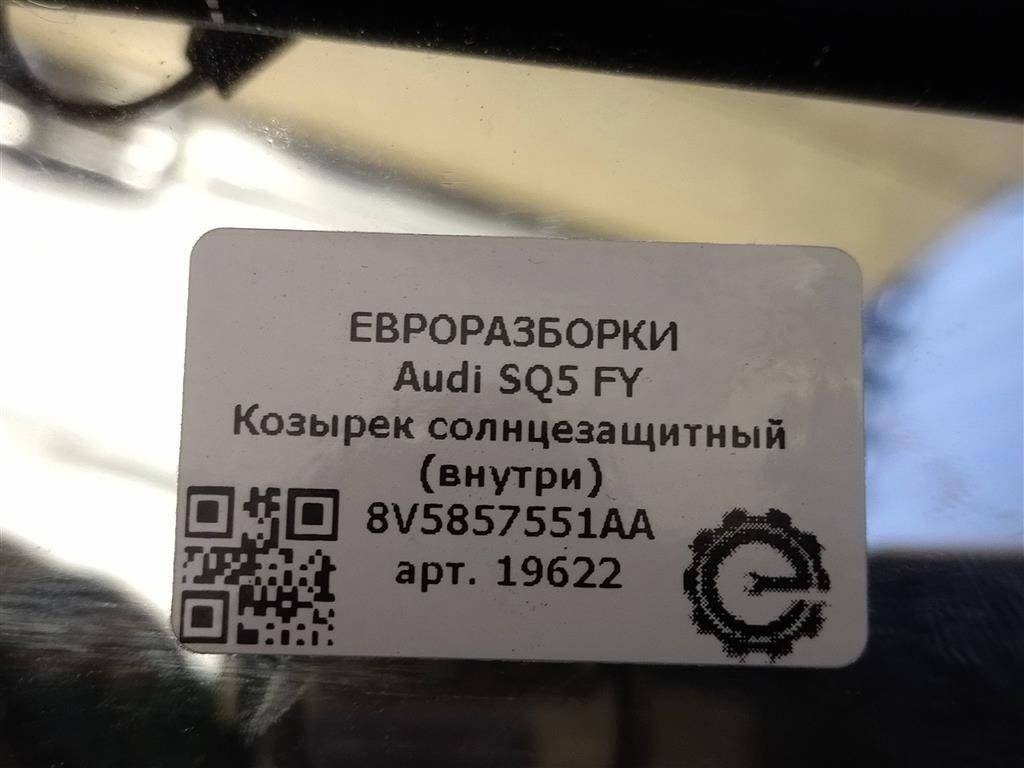 ЕВРОРАЗБОРКИ
Audi SQ5 FY
Козырек солнцезащитный
(внутри)
8V5857551AA
арт. 19622